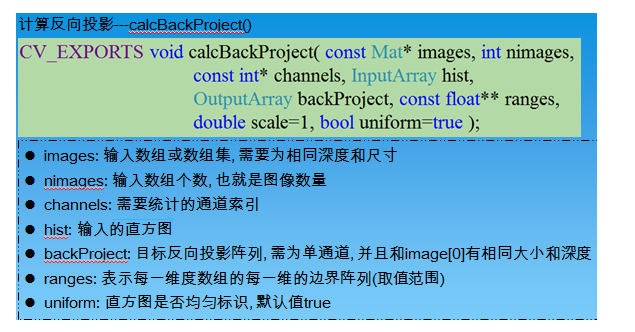 计算反向投影---calcBackProject()
CV_EXPORTS void calcBackProject( const Mat* images, int nimages,
const int* channels, InputArray hist,
OutputArray backProject, const float** ranges,
double scale=1, bool uniform=true );
● images: 输入数组或数组集, 需要为相同深度和尺寸
● nimages: 输入数组个数, 也就是图像数量
● channels: 需要统计的通道索引
● hist: 输入的直方图
● backProject: 目标反向投影阵列, 需为单通道, 并且和image[0]有相同大小和深度
● ranges: 表示每一维度数组的每一维的边界阵列(取值范围)
● uniform: 直方图是否均匀标识, 默认值true